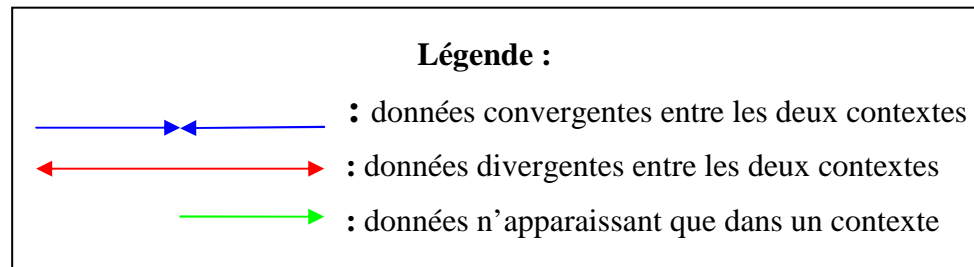 Légende :
: données convergentes entre les deux contextes
: données divergentes entre les deux contextes
: données n'apparaissant que dans un contexte